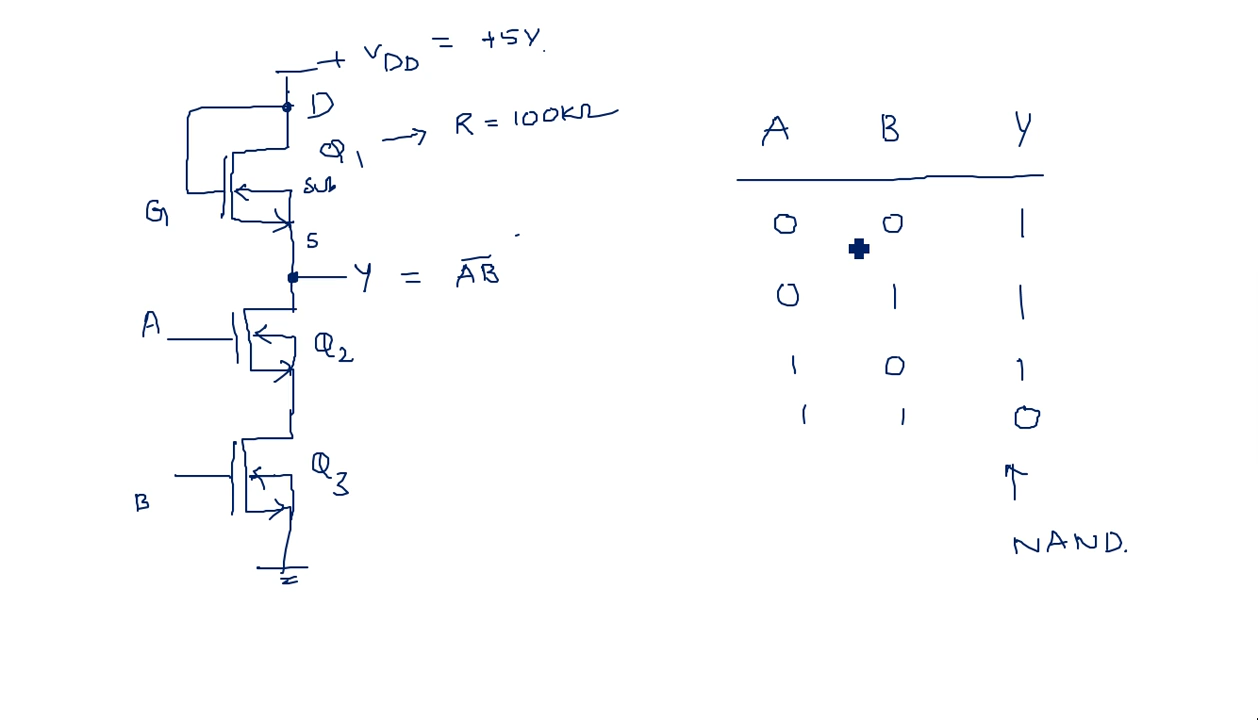 + VDD = +5V.
D
Q1 → R = 100KΩ
Sub
G1
S
Y = A̅B̅
A
Q2
Q3
B
A B Y
0 0 1
0 1 1
1 0 1
1 1 0
↑
NAND.